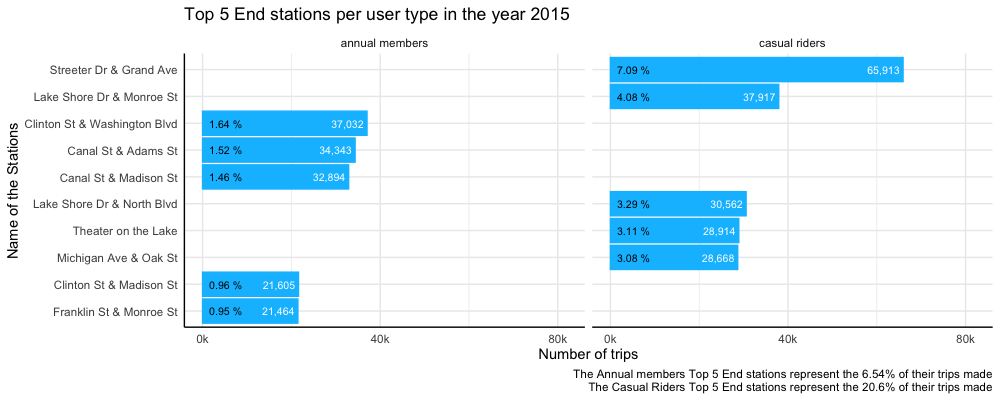 Top 5 End stations per user type in the year 2015
annual members
casual riders
Name of the Stations
Streeter Dr & Grand Ave
7.09 % 65,913
Lake Shore Dr & Monroe St
4.08 % 37,917
Clinton St & Washington Blvd
1.64 % 37,032
Canal St & Adams St
1.52 % 34,343
Canal St & Madison St
1.46 % 32,894
Lake Shore Dr & North Blvd
3.29 % 30,562
Theater on the Lake
3.11 % 28,914
Michigan Ave & Oak St
3.08 % 28,668
Clinton St & Madison St
0.96 % 21,605
Franklin St & Monroe St
0.95 % 21,464
0k 40k 80k
0k 40k 80k
Number of trips
The Annual members Top 5 End stations represent the 6.54% of their trips made
The Casual Riders Top 5 End stations represent the 20.6% of their trips made